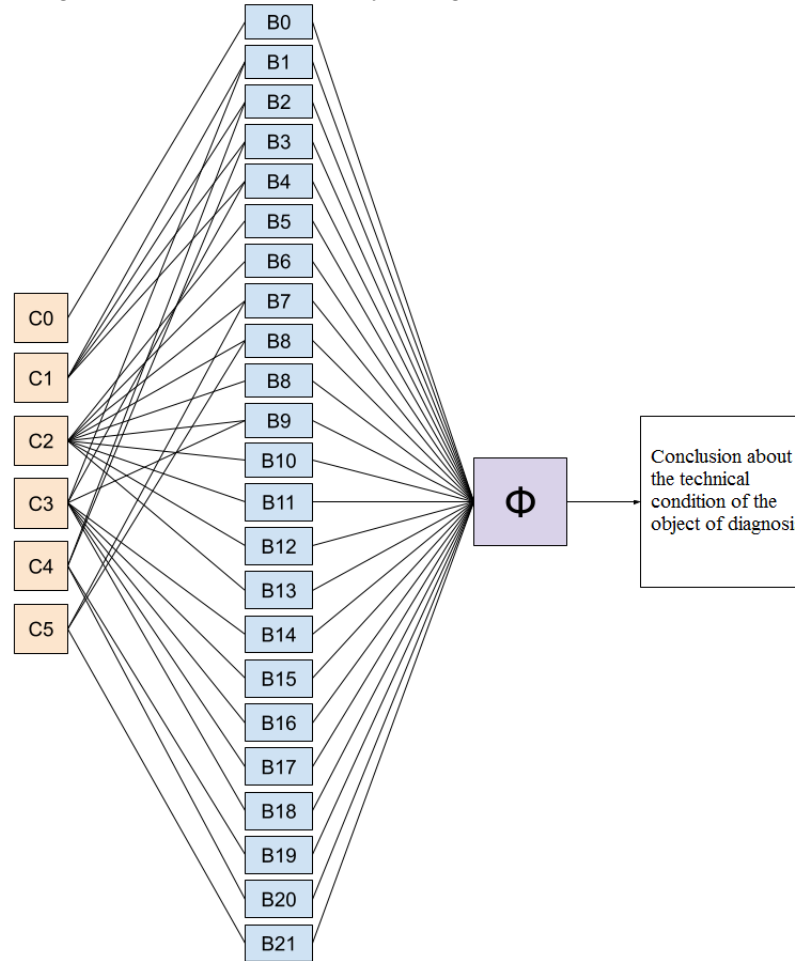 B0
B1
B2
B3
B4
B5
B6
B7
B8
B8
B9
B10
B11
B12
B13
B14
B15
B16
B17
B18
B19
B20
B21
C0
C1
C2
C3
C4
C5
Φ
Conclusion about
the technical
condition of the
object of diagnosi